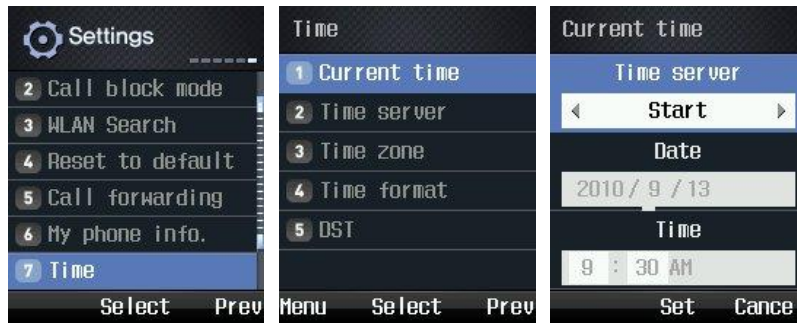 Settings
2 Call block mode
3 WLAN Search
4 Reset to default
5 Call forwarding
6 My phone info.
7 Time
Select Prev
Time
1 Current time
2 Time server
3 Time zone
4 Time format
5 DST
Menu Select Prev
Current time
Time server
Start
Date
2010/ 9 /13
Time
9 : 30 AM
Set Cance